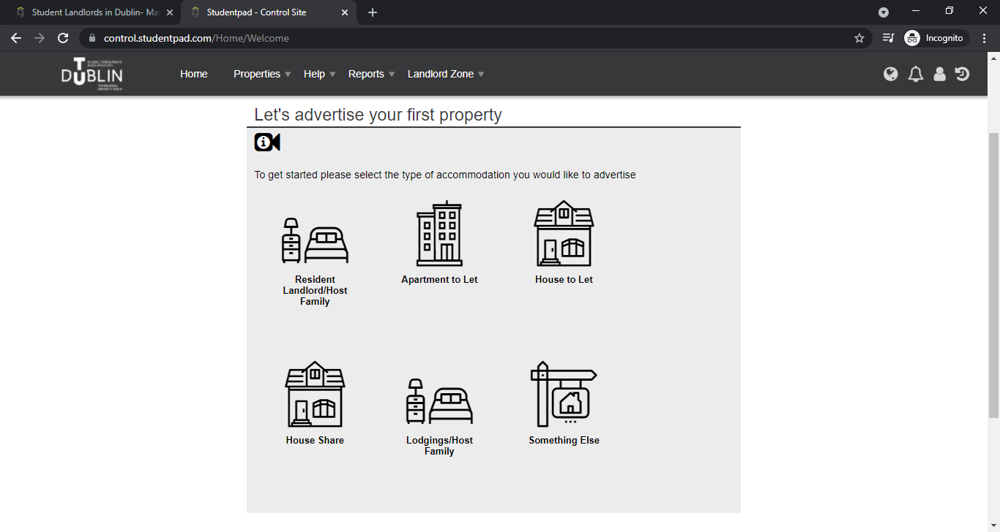 Student Landlords in Dublin- Ma
Studentpad - Control Site
control.studentpad.com/Home/Welcome
Incognito
DUBLIN
TECHNOLOGICAL
UNIVERSITY DUBLIN
Home
Properties
Help
Reports
Landlord Zone
Let's advertise your first property
To get started please select the type of accommodation you would like to advertise
Resident
Landlord/Host
Family
Apartment to Let
House to Let
House Share
Lodgings/Host
Family
Something Else